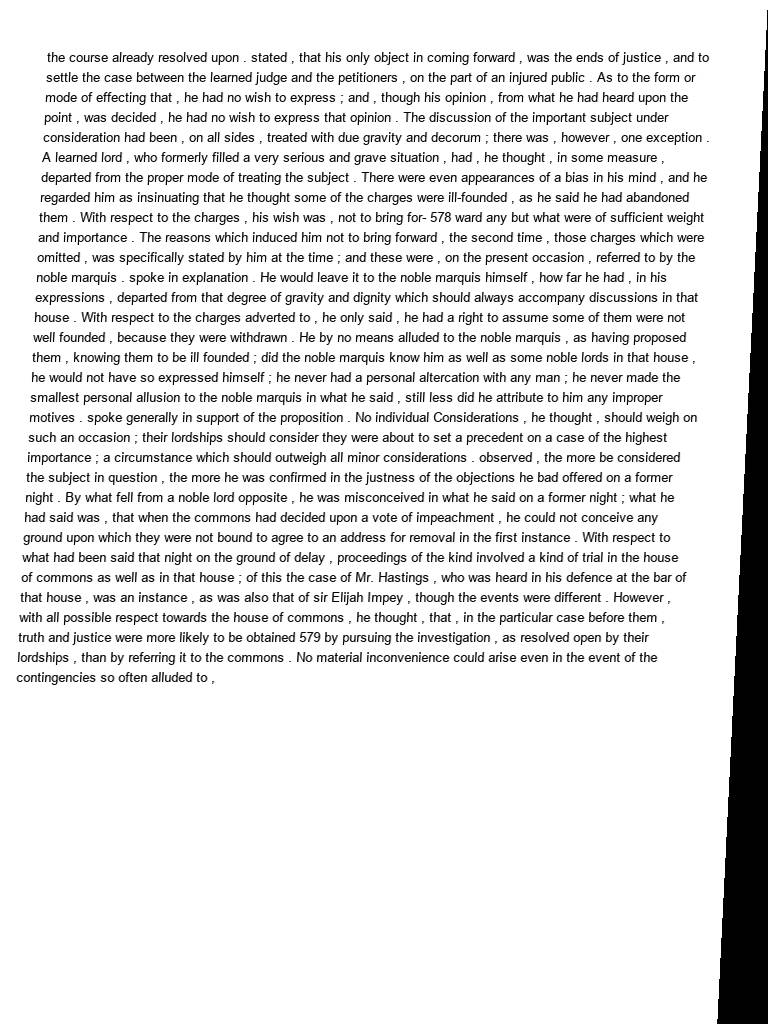 the course already resolved upon . stated , that his only object in coming forward , was the ends of justice , and to
settle the case between the learned judge and the petitioners , on the part of an injured public . As to the form or
mode of effecting that , he had no wish to express ; and , though his opinion , from what he had heard upon the
point , was decided , he had no wish to express that opinion . The discussion of the important subject under
consideration had been , on all sides , treated with due gravity and decorum ; there was , however , one exception .
A learned lord , who formerly filled a very serious and grave situation , had , he thought , in some measure ,
departed from the proper mode of treating the subject . There were even appearances of a bias in his mind , and he
regarded him as insinuating that he thought some of the charges were ill-founded , as he said he had abandoned
them . With respect to the charges , his wish was , not to bring for- 578 ward any but what were of sufficient weight
and importance . The reasons which induced him not to bring forward , the second time , those charges which were
omitted , was specifically stated by him at the time ; and these were , on the present occasion , referred to by the
noble marquis . spoke in explanation . He would leave it to the noble marquis himself , how far he had , in his
expressions , departed from that degree of gravity and dignity which should always accompany discussions in that
house . With respect to the charges adverted to , he only said , he had a right to assume some of them were not
well founded , because they were withdrawn . He by no means alluded to the noble marquis , as having proposed
them , knowing them to be ill founded ; did the noble marquis know him as well as some noble lords in that house ,
he would not have so expressed himself ; he never had a personal altercation with any man ; he never made the
smallest personal allusion to the noble marquis in what he said , still less did he attribute to him any improper
motives . spoke generally in support of the proposition . No individual Considerations , he thought , should weigh on
such an occasion ; their lordships should consider they were about to set a precedent on a case of the highest
importance ; a circumstance which should outweigh all minor considerations . observed , the more be considered
the subject in question , the more he was confirmed in the justness of the objections he bad offered on a former
night . By what fell from a noble lord opposite , he was misconceived in what he said on a former night ; what he
had said was , that when the commons had decided upon a vote of impeachment , he could not conceive any
ground upon which they were not bound to agree to an address for removal in the first instance . With respect to
what had been said that night on the ground of delay , proceedings of the kind involved a kind of trial in the house
of commons as well as in that house ; of this the case of Mr. Hastings , who was heard in his defence at the bar of
that house , was an instance , as was also that of sir Elijah Impey , though the events were different . However ,
with all possible respect towards the house of commons , he thought , that , in the particular case before them ,
truth and justice were more likely to be obtained 579 by pursuing the investigation , as resolved open by their
lordships , than by referring it to the commons . No material inconvenience could arise even in the event of the
contingencies so often alluded to ,